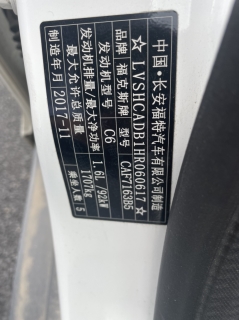 中国·长安福特汽车有限公司制造
☆LVSHCADB1HR060617☆
品牌 福克斯牌 型号 CAF7163B5
发动机型号 C6
发动机排量/最大净功率 1.6L/92kW
最大允许总质量 1707kg
制造年月 2017-11 乘坐人数 5